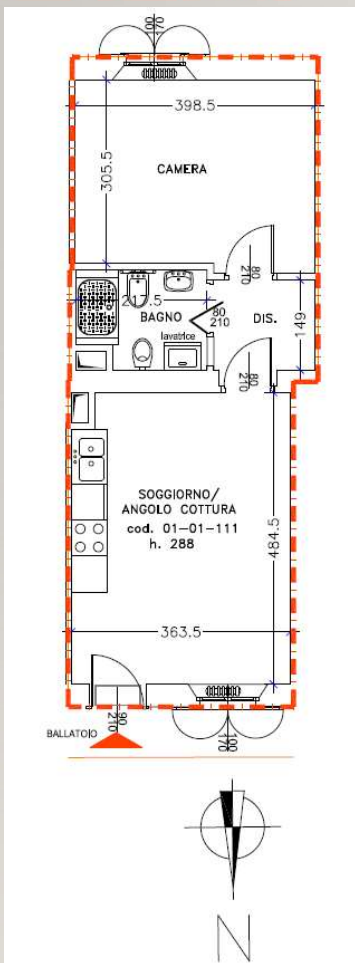 100
170
398.5
305.5
CAMERA
80
210
217.5
BAGNO
80
210
DIS.
149
lavatrice
80
210
SOGGIORNO/
ANGOLO COTTURA
cod. 01-01-111
h. 288
484.5
363.5
90
210
BALLATOIO
100
170
N